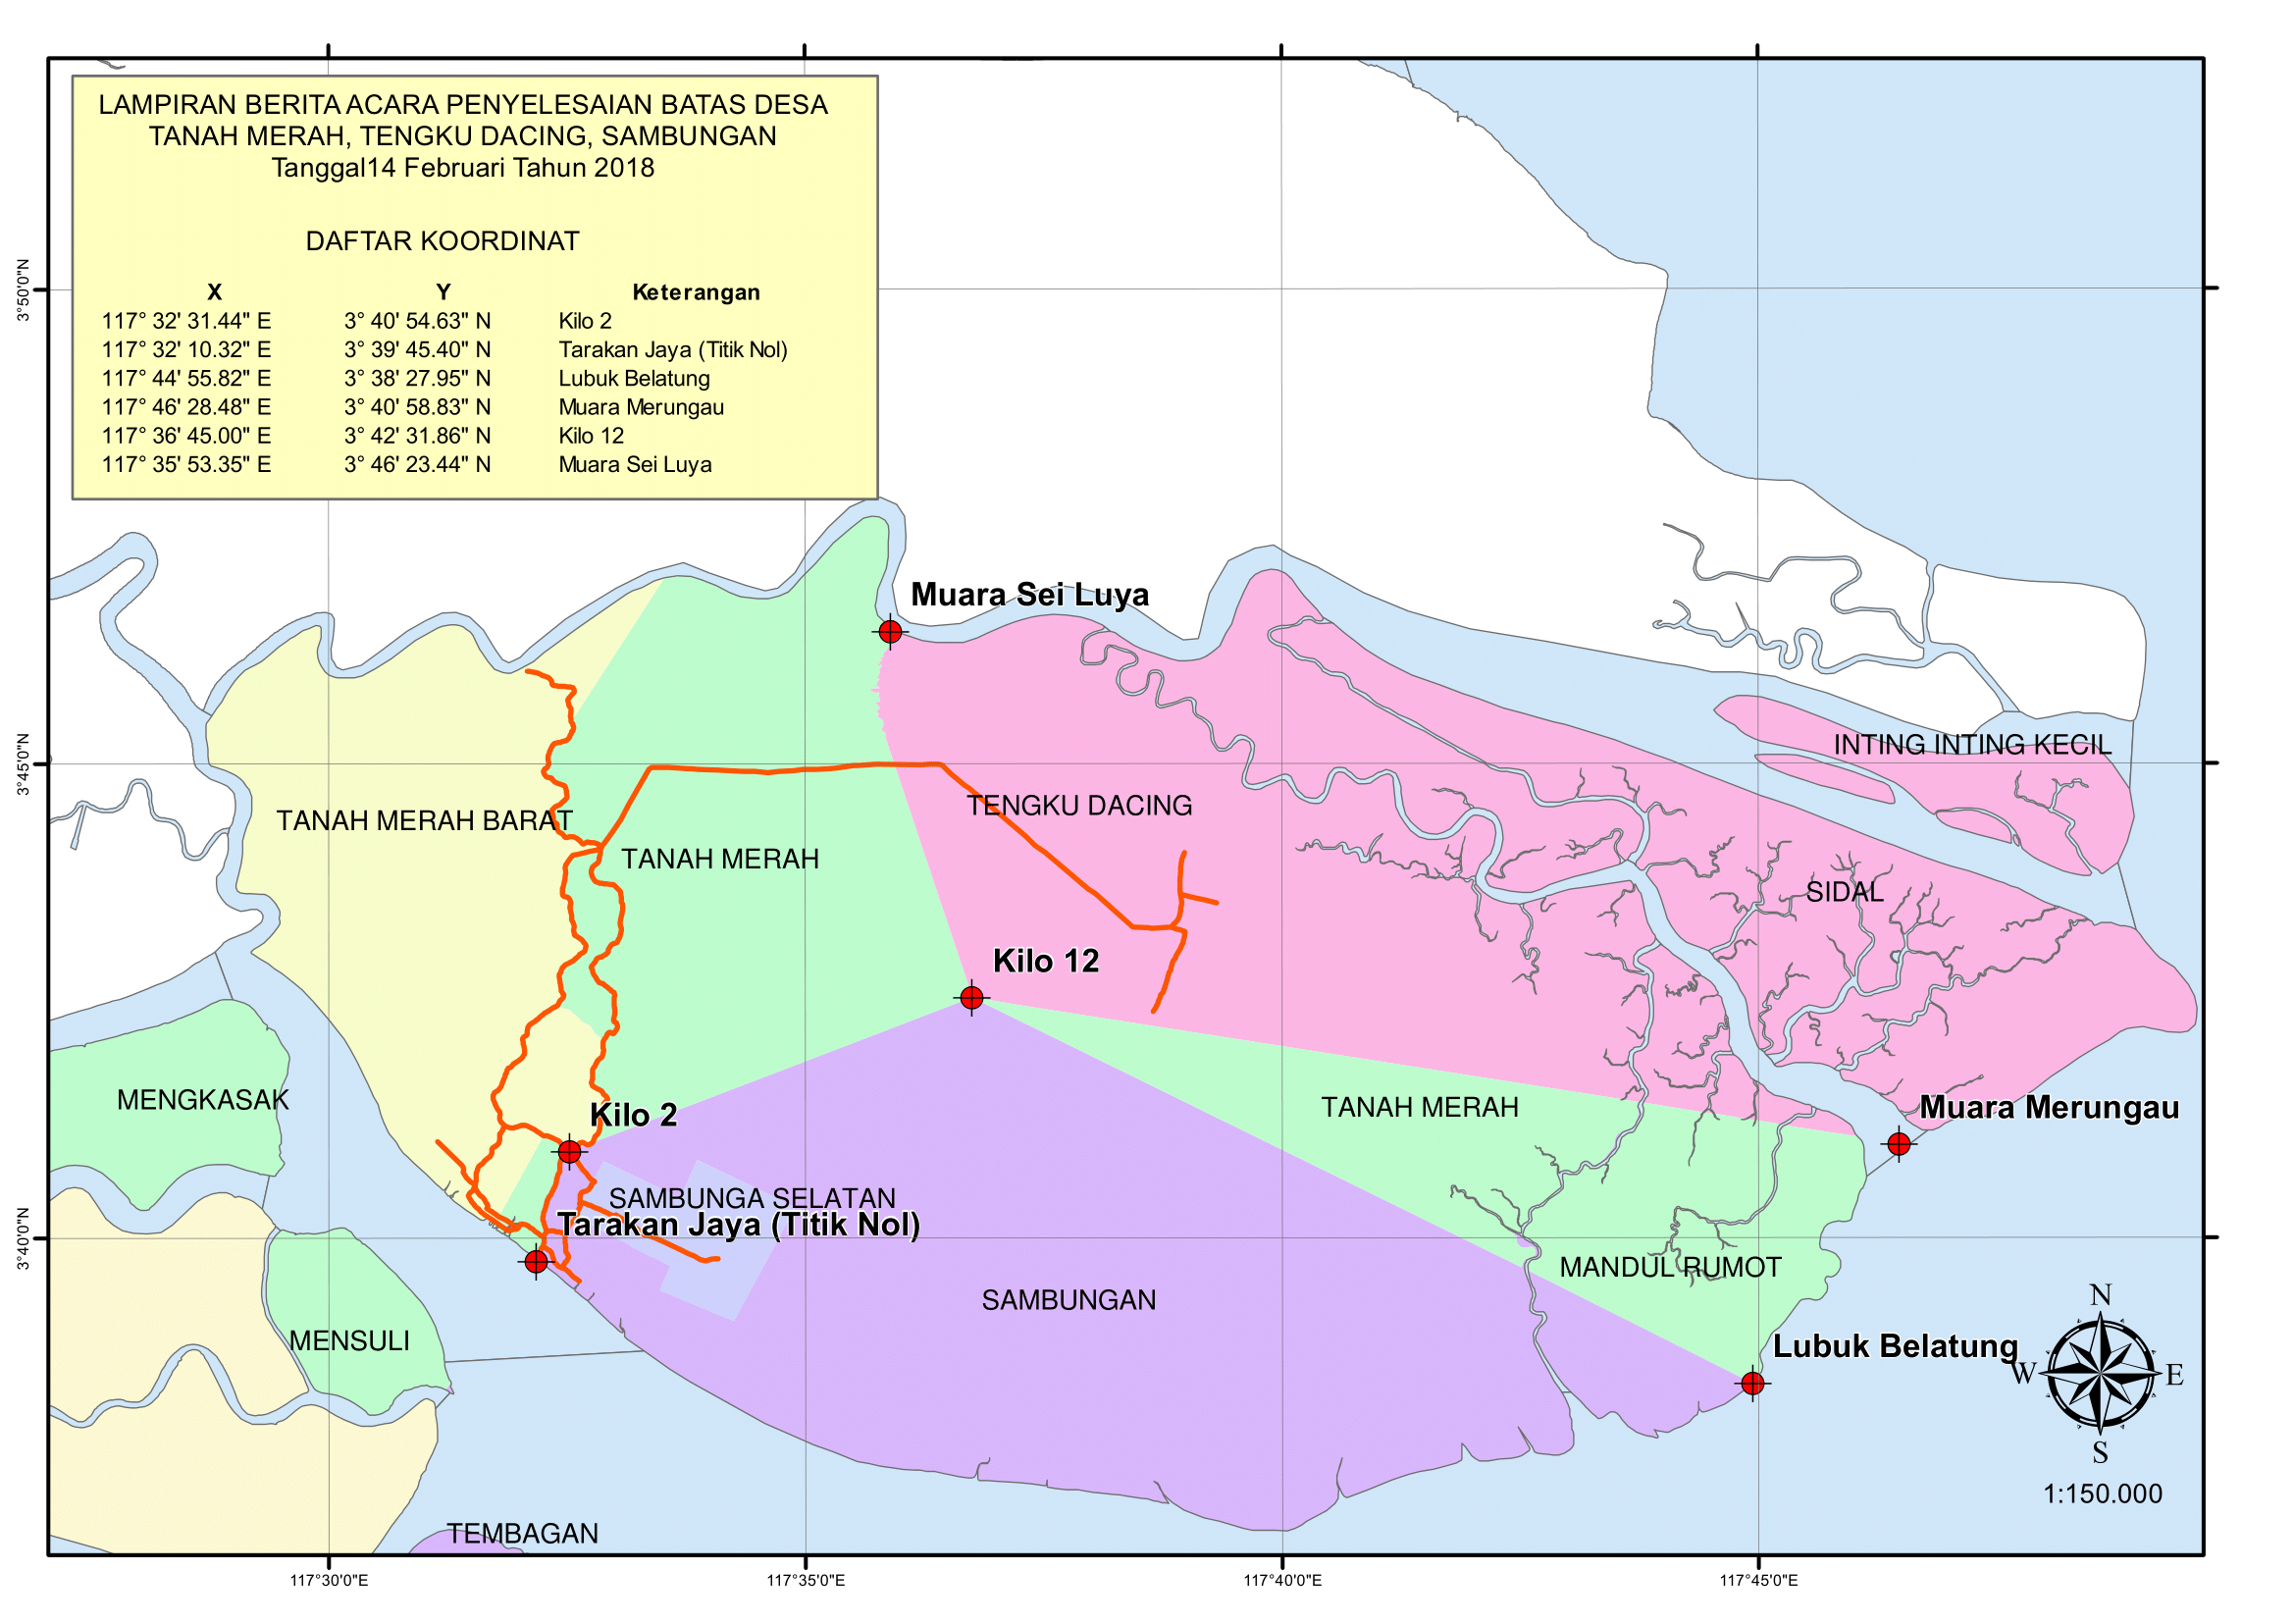 LAMPIRAN BERITA ACARA PENYELESAIAN BATAS DESA
TANAH MERAH, TENGKU DACING, SAMBUNGAN
Tanggal14 Februari Tahun 2018
DAFTAR KOORDINAT
X Y Keterangan
117° 32' 31.44" E 3° 40' 54.63" N Kilo 2
117° 32' 10.32" E 3° 39' 45.40" N Tarakan Jaya (Titik Nol)
117° 44' 55.82" E 3° 38' 27.95" N Lubuk Belatung
117° 46' 28.48" E 3° 40' 58.83" N Muara Merungau
117° 36' 45.00" E 3° 42' 31.86" N Kilo 12
117° 35' 53.35" E 3° 46' 23.44" N Muara Sei Luya
3°50'0"N
Muara Sei Luya
INTING INTING KECIL
3°45'0"N
TENGKU DACING
TANAH MERAH BARAT
TANAH MERAH
SIDAL
Kilo 12
MENGKASAK
TANAH MERAH
Muara Merungau
Kilo 2
SAMBUNGA SELATAN
Tarakan Jaya (Titik Nol)
3°40'0"N
MANDUL RUMOT
SAMBUNGAN
MENSULI
Lubuk Belatung
N
W E
S
1:150.000
TEMBAGAN
117°30'0"E 117°35'0"E 117°40'0"E 117°45'0"E